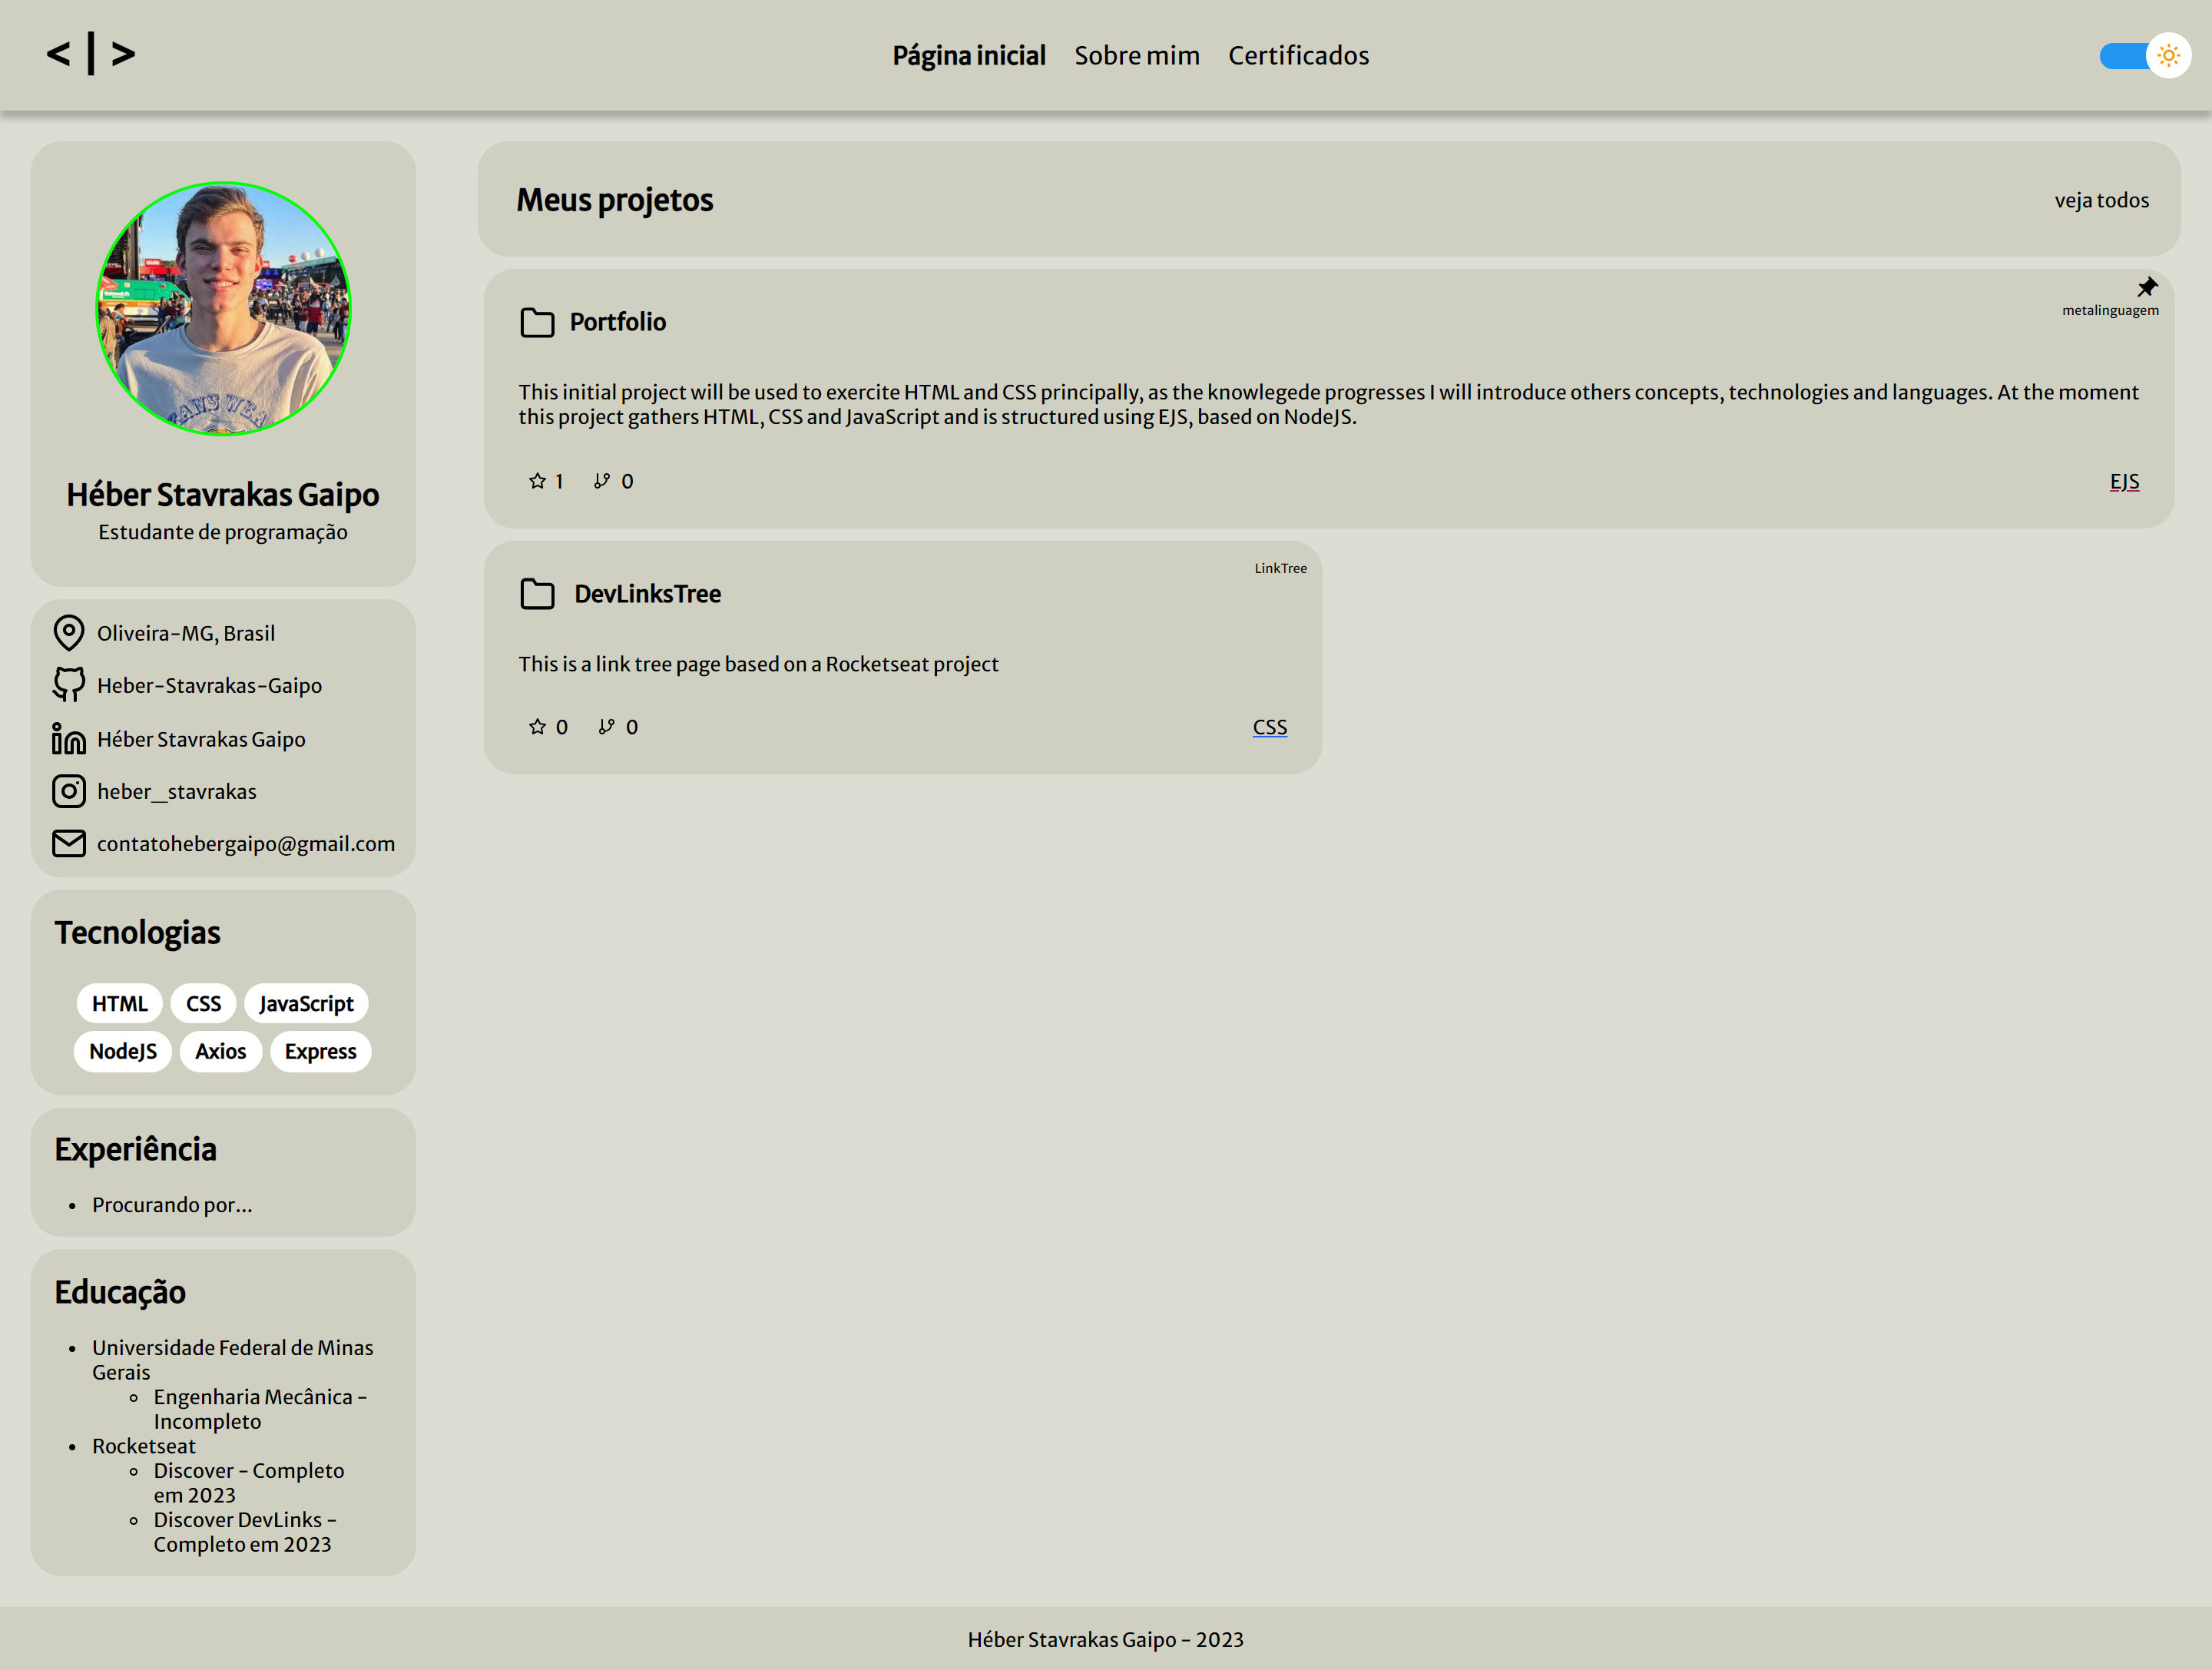 < | >
Página inicial Sobre mim Certificados
Héber Stavrakas Gaipo
Estudante de programação
Oliveira-MG, Brasil
Heber-Stavrakas-Gaipo
Héber Stavrakas Gaipo
heber_stavrakas
contatohebergaipo@gmail.com
Tecnologias
HTML CSS JavaScript
NodeJS Axios Express
Experiência
Procurando por...
Educação
Universidade Federal de Minas
Gerais
Engenharia Mecânica -
Incompleto
Rocketseat
Discover - Completo
em 2023
Discover DevLinks -
Completo em 2023
Meus projetos
veja todos
metalinguagem
Portfolio
This initial project will be used to exercite HTML and CSS principally, as the knowlegede progresses I will introduce others concepts, technologies and languages. At the moment
this project gathers HTML, CSS and JavaScript and is structured using EJS, based on NodeJS.
1 0 EJS
LinkTree
DevLinksTree
This is a link tree page based on a Rocketseat project
0 0 CSS
Héber Stavrakas Gaipo - 2023